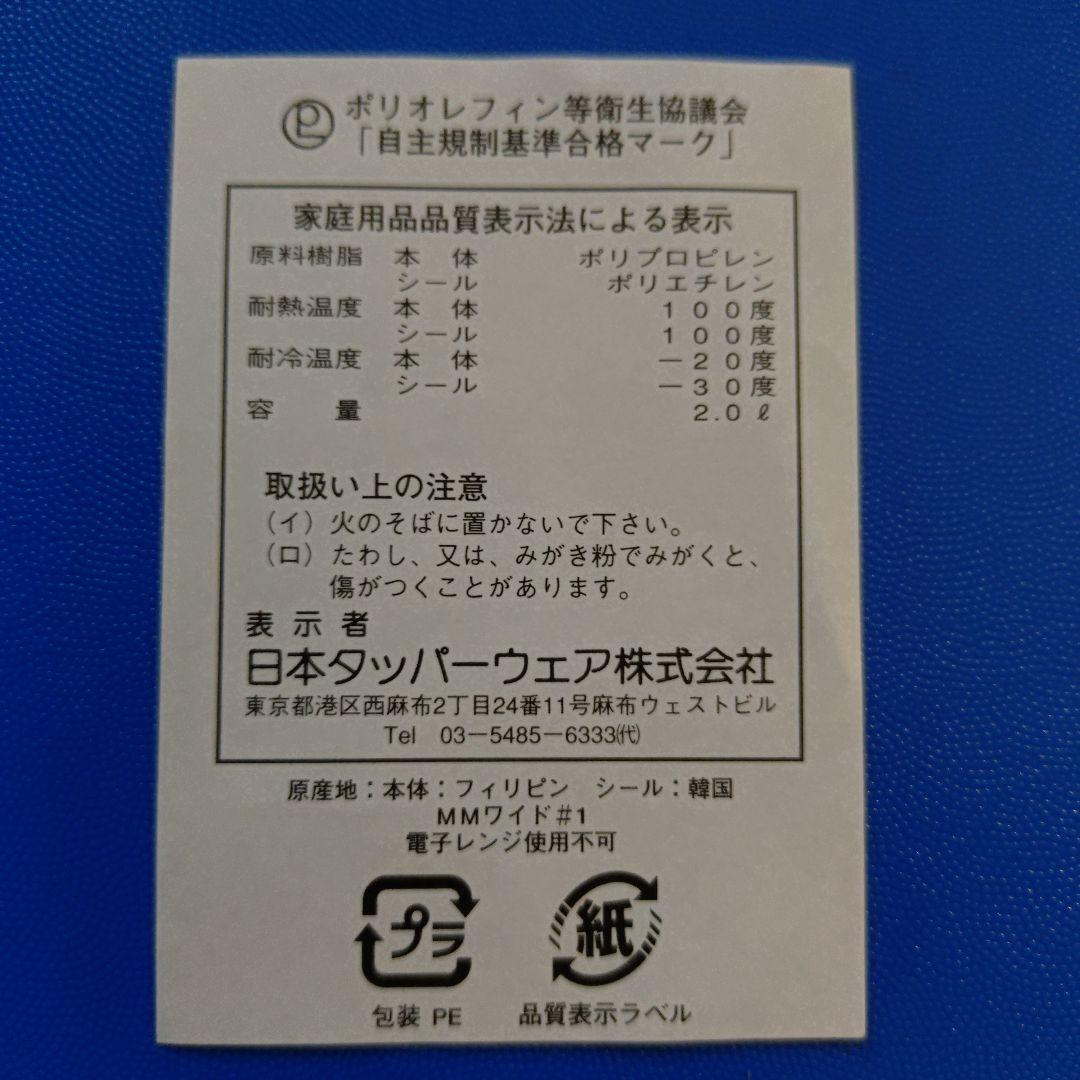 ポリオレフィン等衛生協議会
「自主規制基準合格マーク」
家庭用品品質表示法による表示
原料樹脂 本 体 ポリプロピレン
シール ポリエチレン
耐熱温度 本 体 100度
シール 100度
耐冷温度 本 体 −20度
シール −30度
容 量 2.0ℓ
取扱い上の注意
（イ）火のそばに置かないで下さい。
（ロ）たわし、又は、みがき粉でみがくと、
傷がつくことがあります。
表 示 者
日本タッパーウェア株式会社
東京都港区西麻布2丁目24番11号麻布ウェストビル
Tel 03−5485−6333㈹
原産地：本体：フィリピン シール：韓国
MMワイド#1
電子レンジ使用不可
プラ 紙
包装 PE 品質表示ラベル